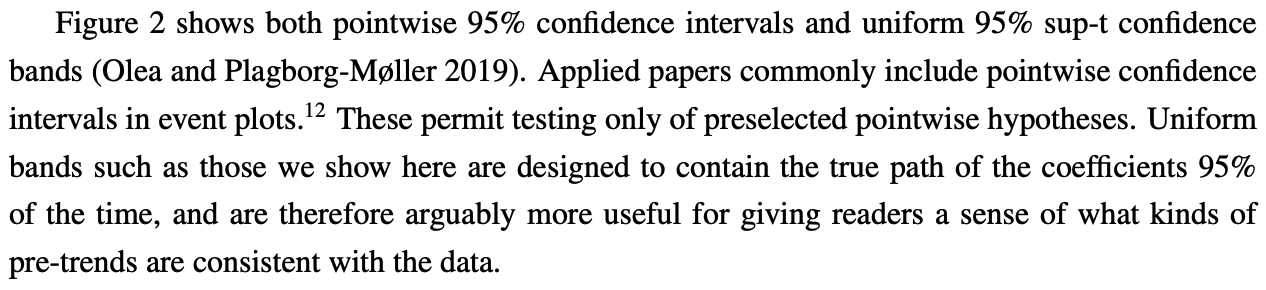 Figure 2 shows both pointwise 95% confidence intervals and uniform 95% sup-t confidence
bands (Olea and Plagborg-Møller 2019). Applied papers commonly include pointwise confidence
intervals in event plots.¹² These permit testing only of preselected pointwise hypotheses. Uniform
bands such as those we show here are designed to contain the true path of the coefficients 95%
of the time, and are therefore arguably more useful for giving readers a sense of what kinds of
pre-trends are consistent with the data.